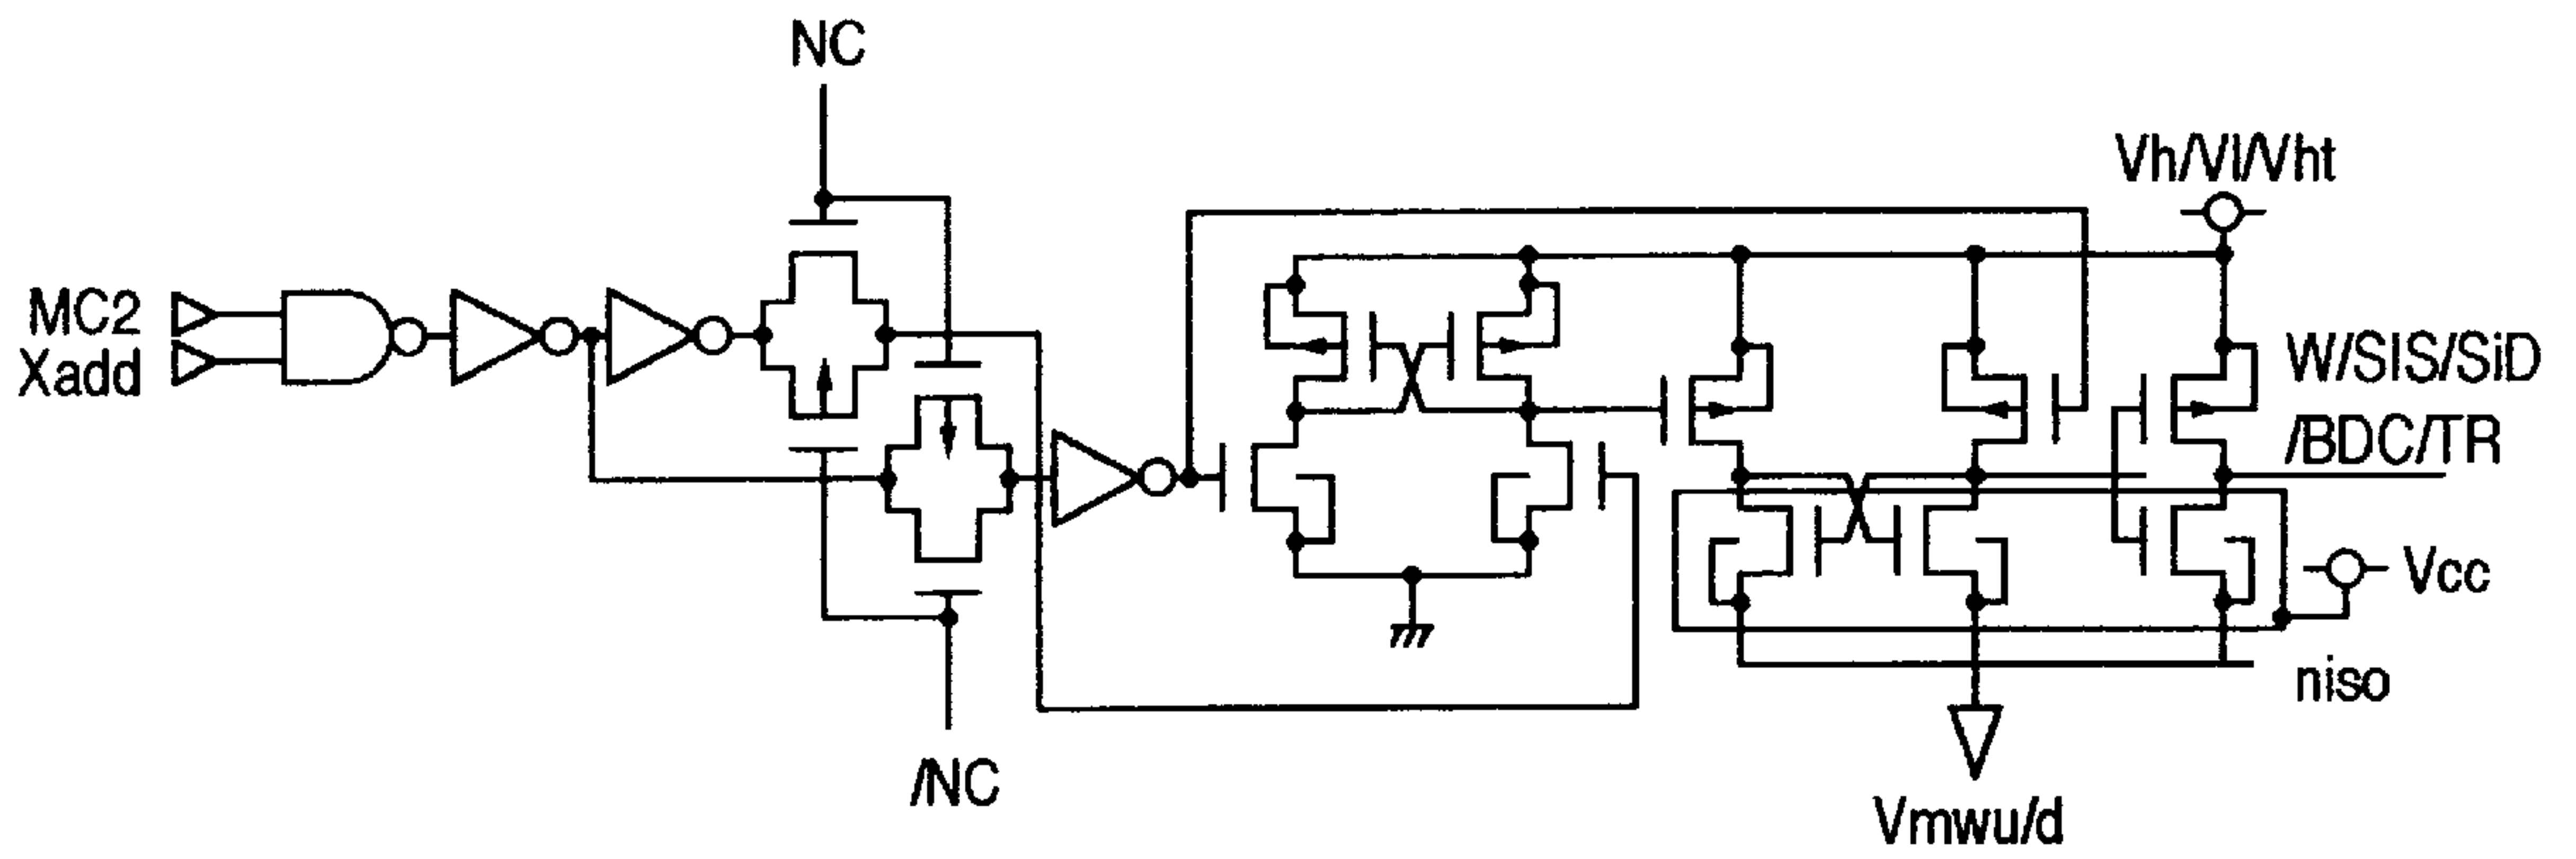 NC
Vh/Vl/Vht
MC2
Xadd
W/SIS/SiD
/BDC/TR
Vcc
niso
/NC
Vmwu/d